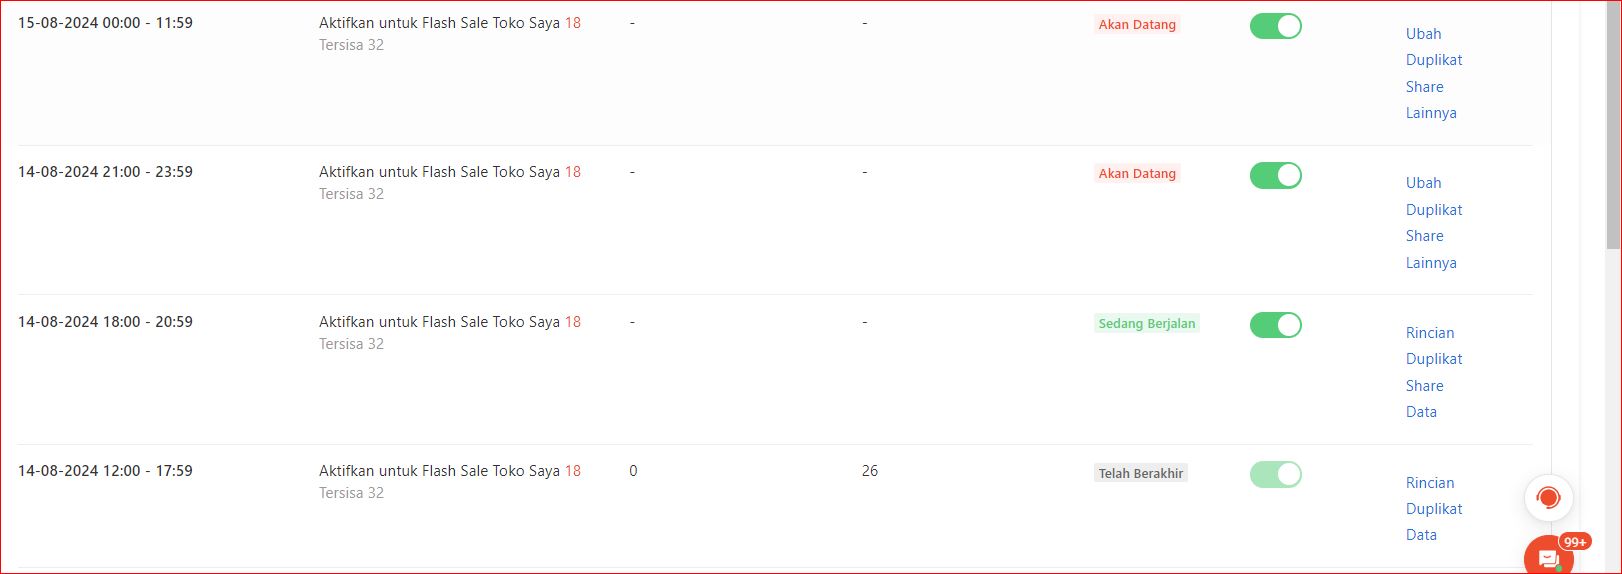 15-08-2024 00:00 - 11:59 Aktifkan untuk Flash Sale Toko Saya 18 - - Akan Datang
Tersisa 32
Ubah
Duplikat
Share
Lainnya
14-08-2024 21:00 - 23:59 Aktifkan untuk Flash Sale Toko Saya 18 - - Akan Datang
Tersisa 32
Ubah
Duplikat
Share
Lainnya
14-08-2024 18:00 - 20:59 Aktifkan untuk Flash Sale Toko Saya 18 - - Sedang Berjalan
Tersisa 32
Rincian
Duplikat
Share
Data
14-08-2024 12:00 - 17:59 Aktifkan untuk Flash Sale Toko Saya 18 0 26 Telah Berakhir
Tersisa 32
Rincian
Duplikat
Data
99+